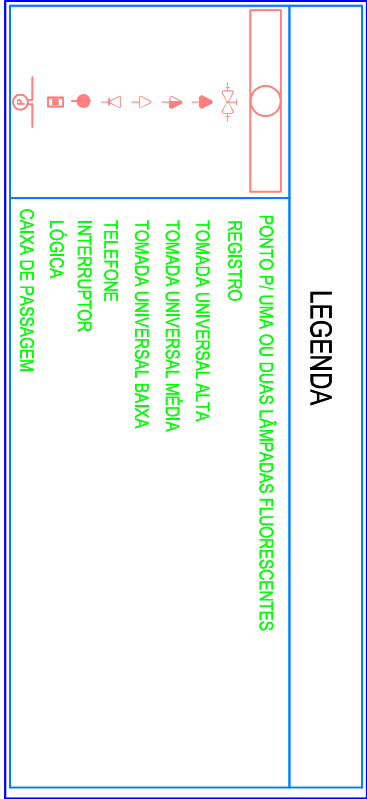 LEGENDA
PONTO P/ UMA OU DUAS LÂMPADAS FLUORESCENTES
REGISTRO
TOMADA UNIVERSAL ALTA
TOMADA UNIVERSAL MÉDIA
TOMADA UNIVERSAL BAIXA
TELEFONE
INTERRUPTOR
LÓGICA
P CAIXA DE PASSAGEM